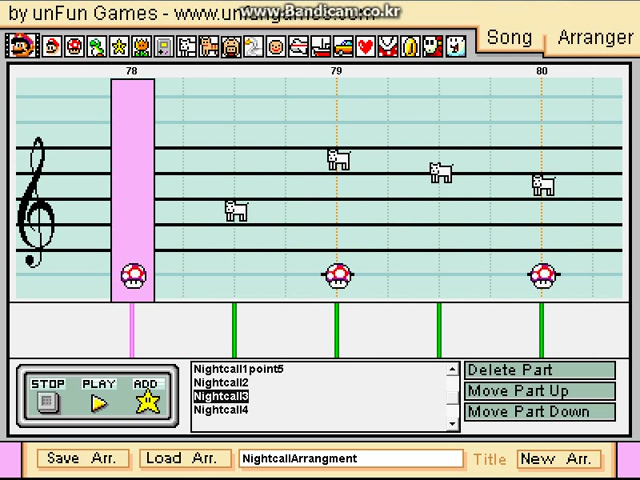 by unFun Games - www.unfungames.com
www.Bandicam.co.kr
Song
Arranger
78
79
80
STOP
PLAY
ADD
Nightcall1point5
Nightcall2
Nightcall3
Nightcall4
Delete Part
Move Part Up
Move Part Down
Save Arr.
Load Arr.
NightcallArrangment
Title
New Arr.